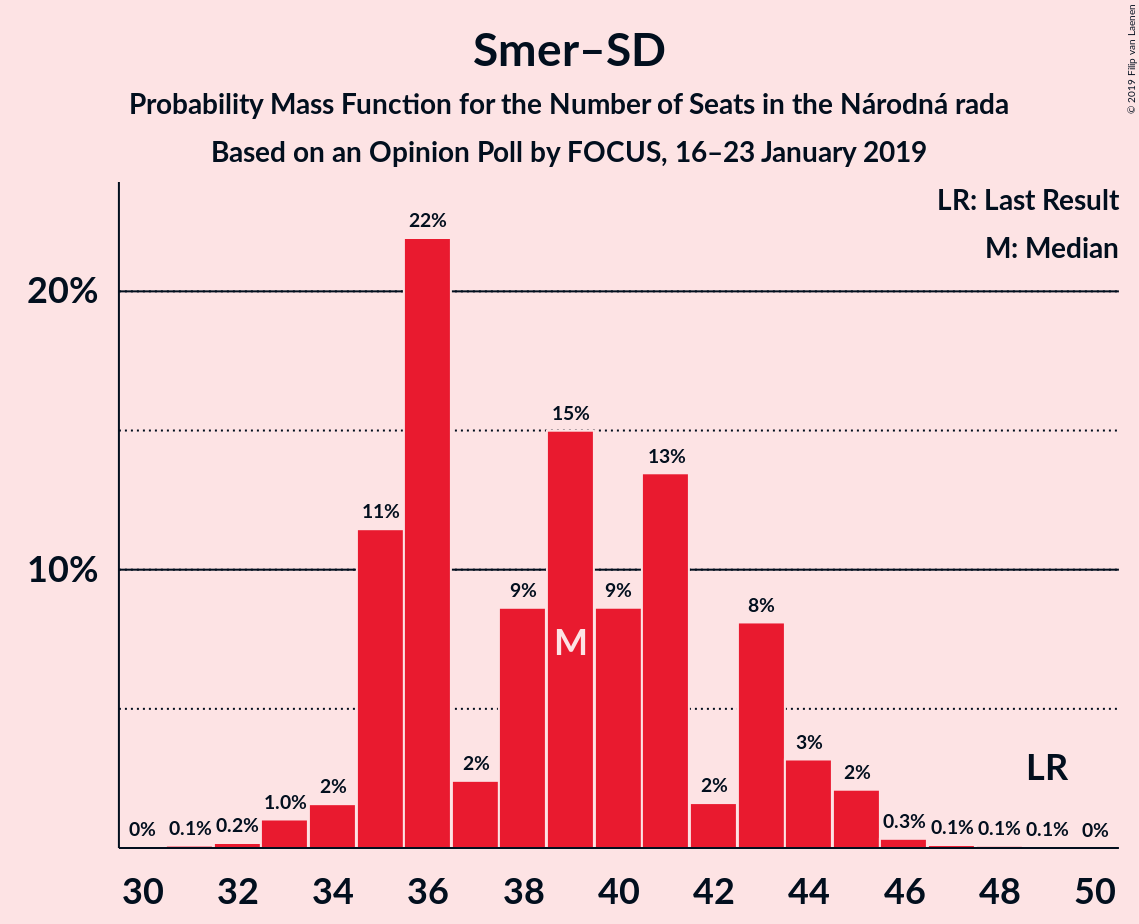 Smer–SD
Probability Mass Function for the Number of Seats in the Národná rada
Based on an Opinion Poll by FOCUS, 16–23 January 2019
© 2019 Filip van Laenen
LR: Last Result
M: Median
20%
10%
0%
0.1%
0.2%
1.0%
2%
11%
22%
2%
9%
15%
9%
13%
2%
8%
3%
2%
0.3%
0.1%
0.1%
0.1%
0%
M
LR
30 32 34 36 38 40 42 44 46 48 50